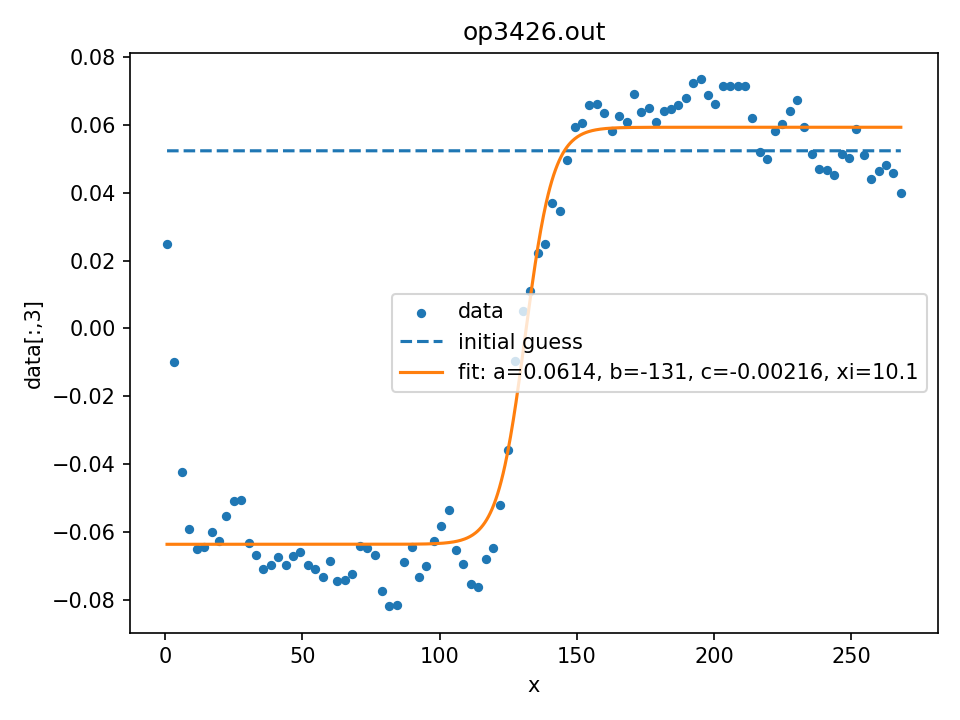 op3426.out
0.08
0.06
0.04
0.02
0.00
−0.02
−0.04
−0.06
−0.08
data[:,3]
data
initial guess
fit: a=0.0614, b=-131, c=-0.00216, xi=10.1
0 50 100 150 200 250
x